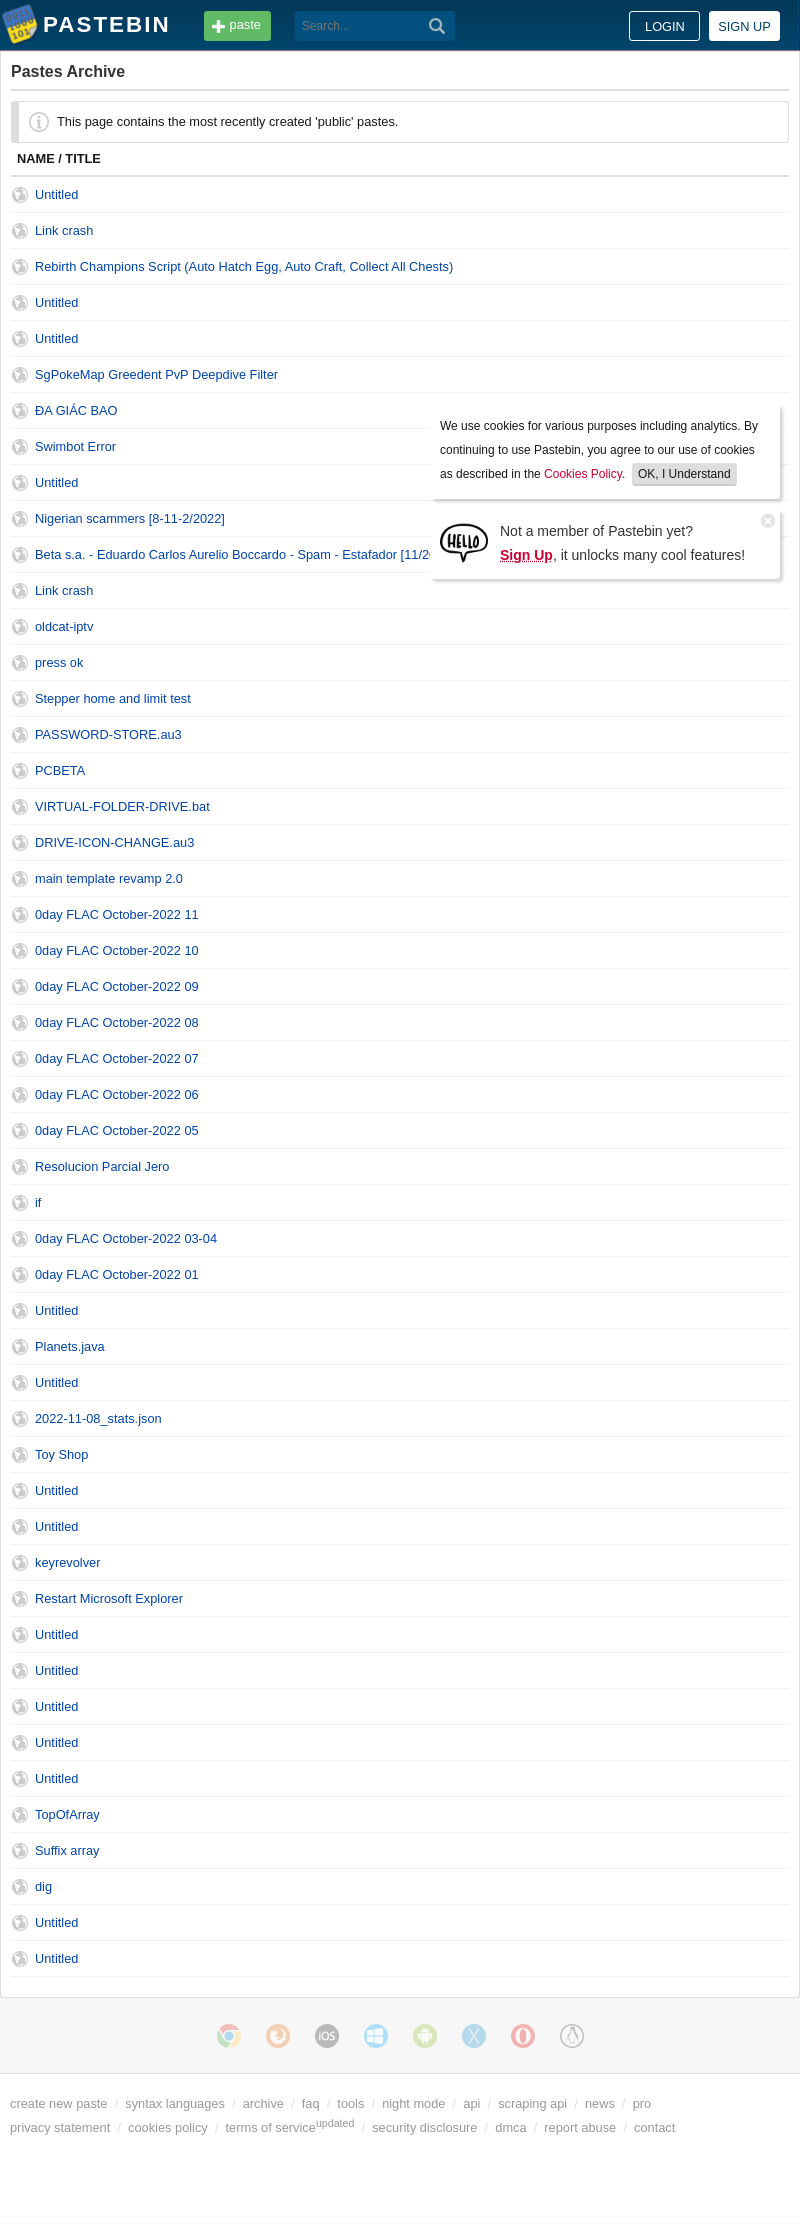 PASTEBIN
paste
Search...
LOGIN
SIGN UP
Pastes Archive
This page contains the most recently created 'public' pastes.
NAME / TITLE
Untitled
Link crash
Rebirth Champions Script (Auto Hatch Egg, Auto Craft, Collect All Chests)
Untitled
Untitled
SgPokeMap Greedent PvP Deepdive Filter
ĐA GIÁC BAO
Swimbot Error
Untitled
Nigerian scammers [8-11-2/2022]
Beta s.a. - Eduardo Carlos Aurelio Boccardo - Spam - Estafador [11/20
We use cookies for various purposes including analytics. By
continuing to use Pastebin, you agree to our use of cookies
as described in the Cookies Policy. OK, I Understand
HELLO
Not a member of Pastebin yet?
Sign Up, it unlocks many cool features!
Link crash
oldcat-iptv
press ok
Stepper home and limit test
PASSWORD-STORE.au3
PCBETA
VIRTUAL-FOLDER-DRIVE.bat
DRIVE-ICON-CHANGE.au3
main template revamp 2.0
0day FLAC October-2022 11
0day FLAC October-2022 10
0day FLAC October-2022 09
0day FLAC October-2022 08
0day FLAC October-2022 07
0day FLAC October-2022 06
0day FLAC October-2022 05
Resolucion Parcial Jero
if
0day FLAC October-2022 03-04
0day FLAC October-2022 01
Untitled
Planets.java
Untitled
2022-11-08_stats.json
Toy Shop
Untitled
Untitled
keyrevolver
Restart Microsoft Explorer
Untitled
Untitled
Untitled
Untitled
Untitled
TopOfArray
Suffix array
dig
Untitled
Untitled
iOS
create new paste / syntax languages / archive / faq / tools / night mode / api / scraping api / news / pro
privacy statement / cookies policy / terms of service updated / security disclosure / dmca / report abuse / contact